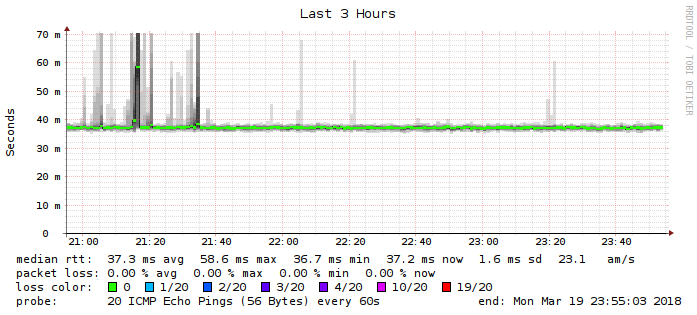 Last 3 Hours
RRDTOOL / TOBI OETIKER
Seconds
70 m
60 m
50 m
40 m
30 m
20 m
10 m
0
21:00 21:20 21:40 22:00 22:20 22:40 23:00 23:20 23:40
median rtt: 37.3 ms avg 58.6 ms max 36.7 ms min 37.2 ms now 1.6 ms sd 23.1 am/s
packet loss: 0.00 % avg 0.00 % max 0.00 % min 0.00 % now
loss color: 0 1/20 2/20 3/20 4/20 10/20 19/20
probe: 20 ICMP Echo Pings (56 Bytes) every 60s end: Mon Mar 19 23:55:03 2018